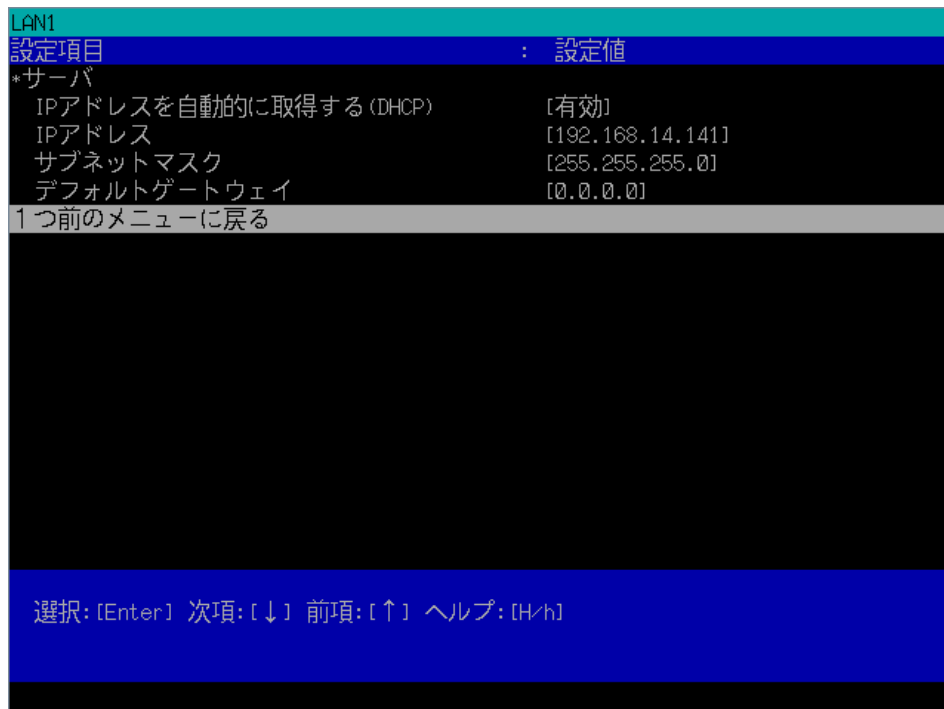 LAN1
設定項目 : 設定値
*サーバ
IPアドレスを自動的に取得する(DHCP) [有効]
IPアドレス [192.168.14.141]
サブネットマスク [255.255.255.0]
デフォルトゲートウェイ [0.0.0.0]
1つ前のメニューに戻る
選択:[Enter] 次項:[↓] 前項:[↑] ヘルプ:[H/h]